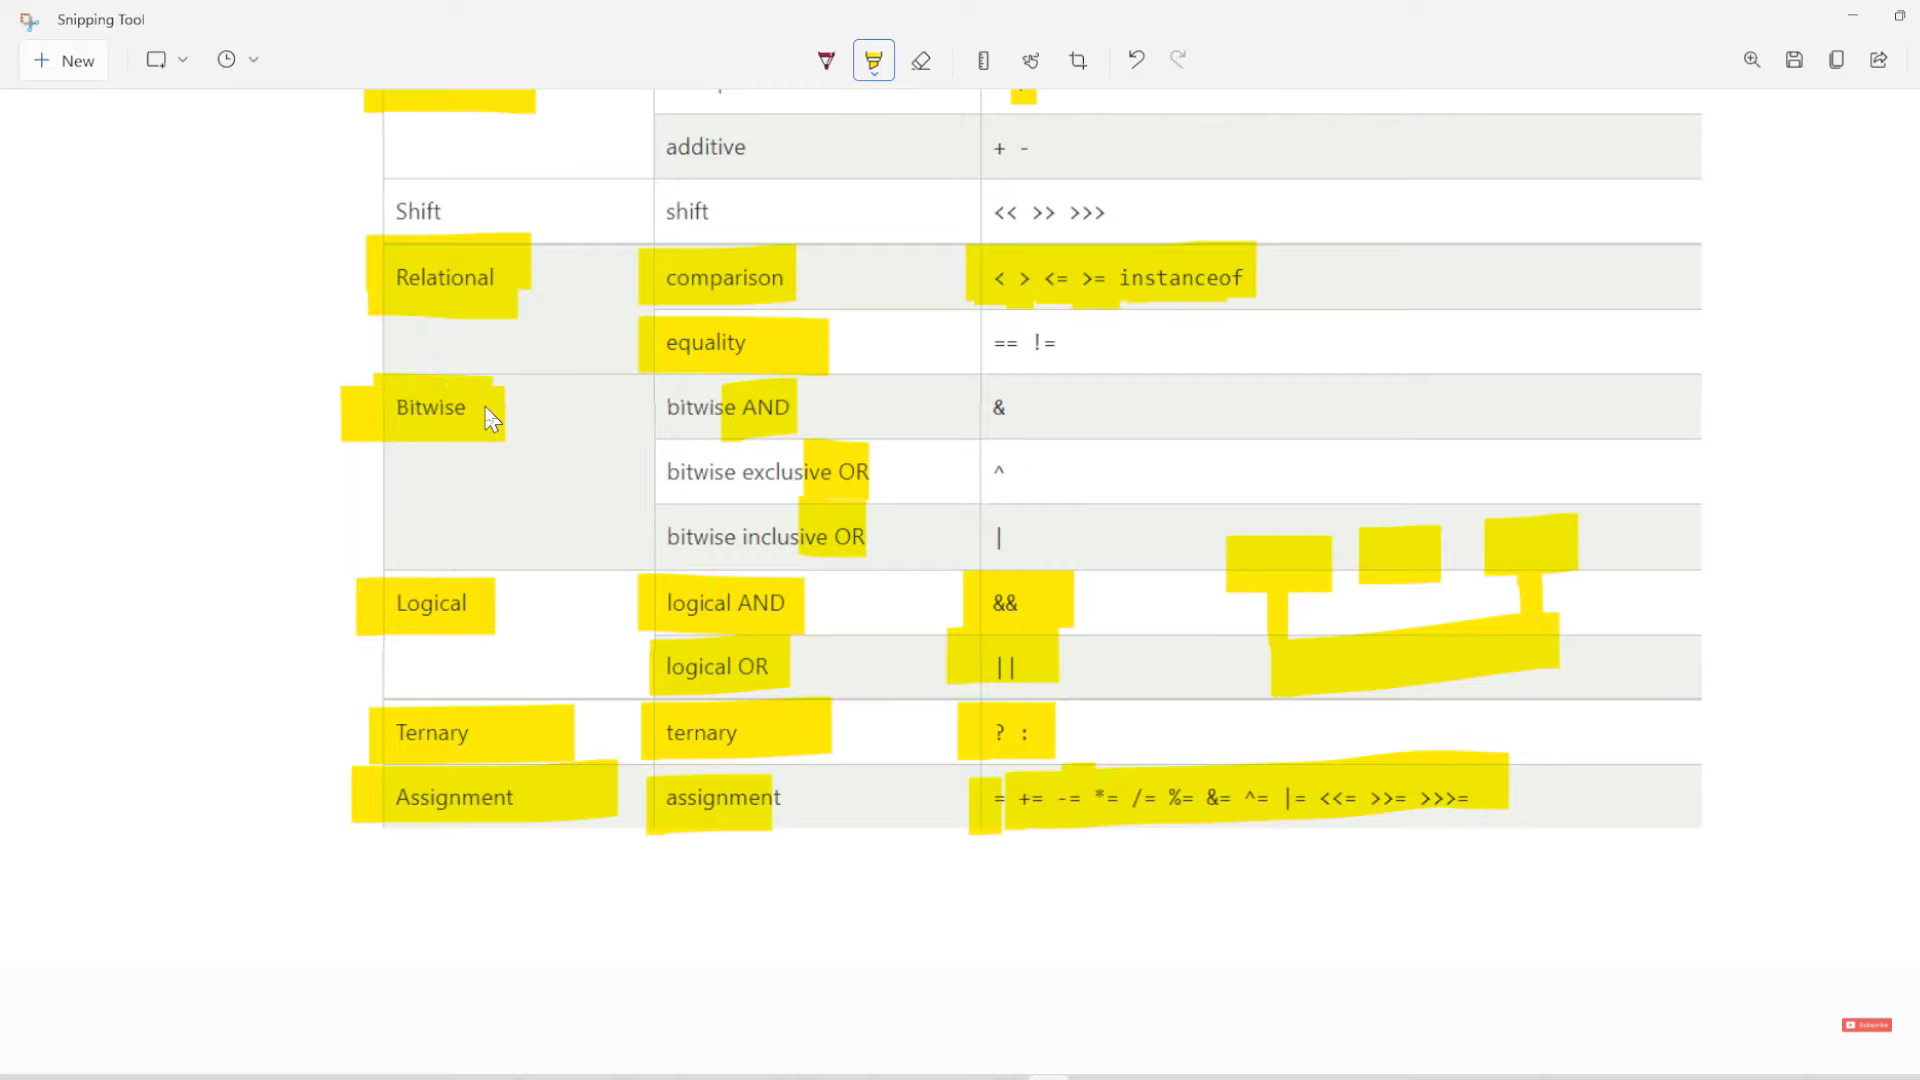 Snipping Tool
New
additive + -
Shift shift << >> >>>
Relational comparison < > <= >= instanceof
equality == !=
Bitwise bitwise AND &
bitwise exclusive OR ^
bitwise inclusive OR |
Logical logical AND &&
logical OR ||
Ternary ternary ? :
Assignment assignment = += -= *= /= %= &= ^= |= <<= >>= >>>=
Subscribe